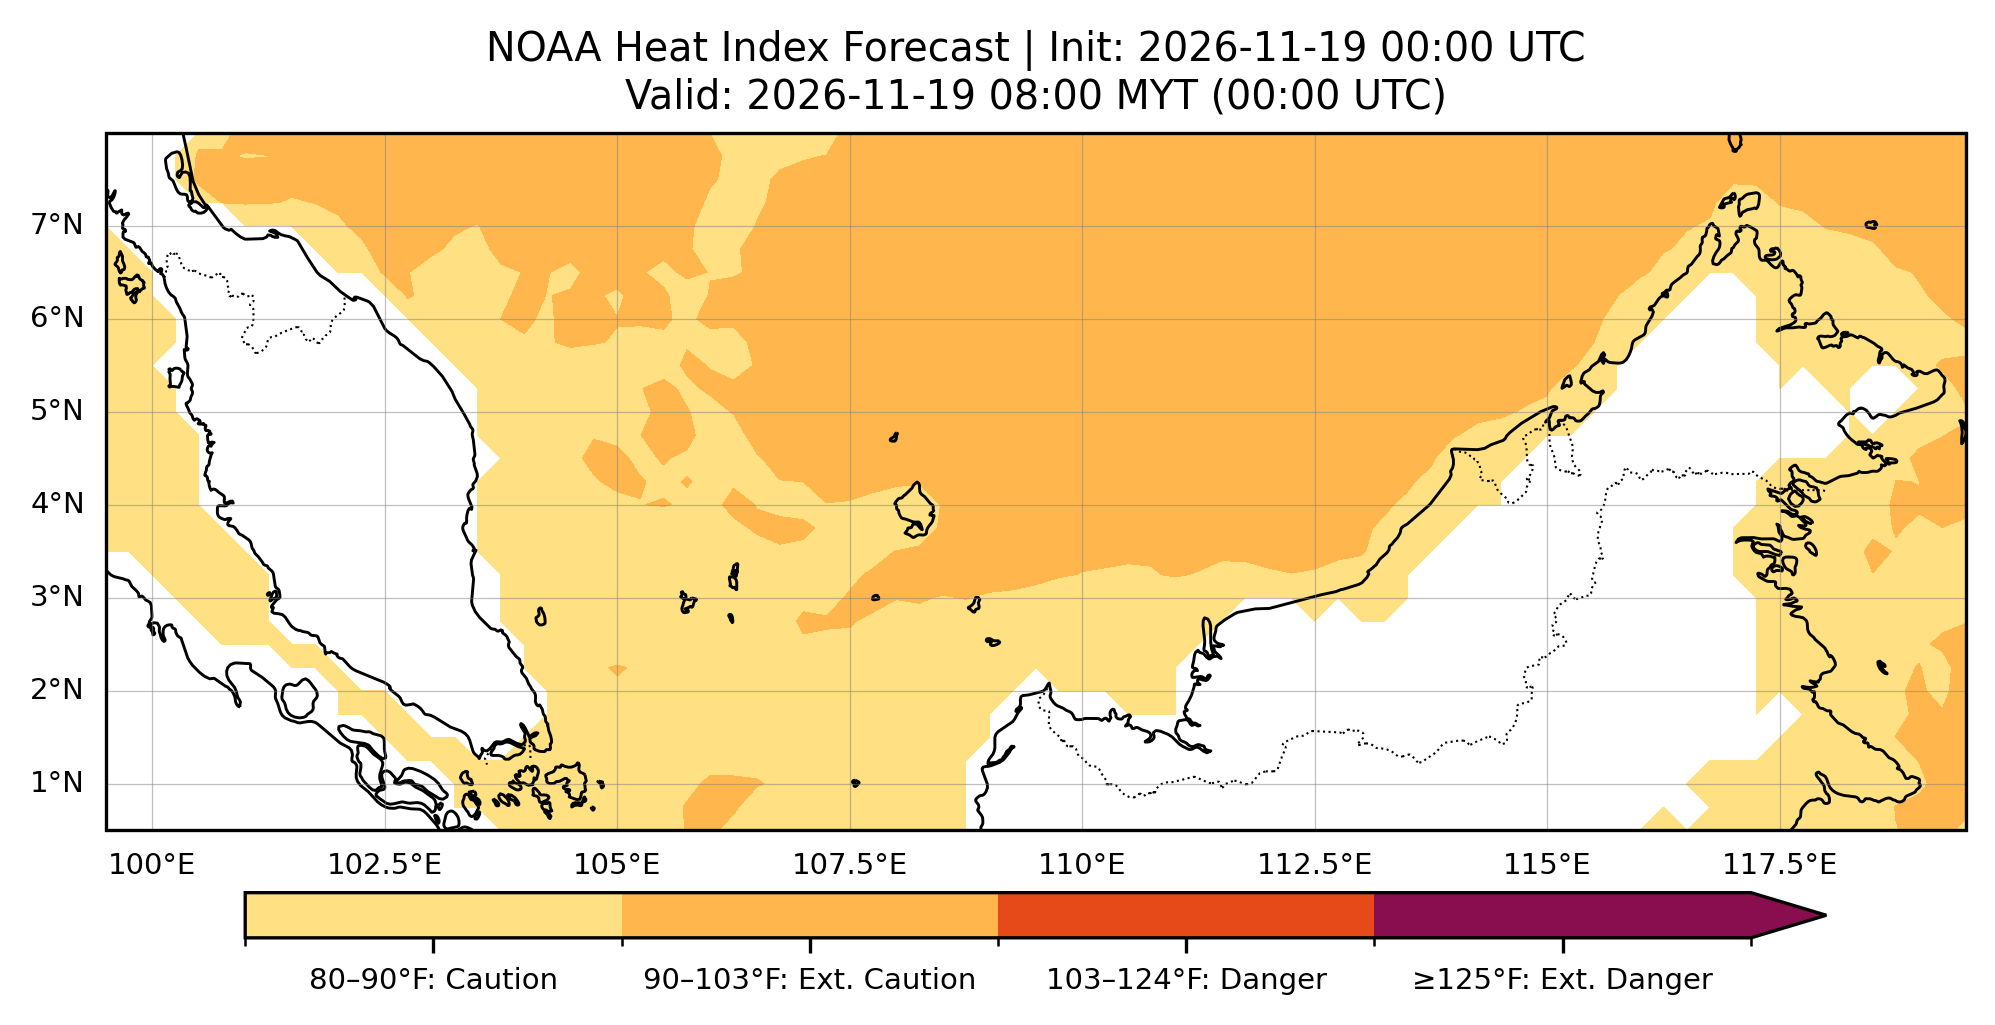 NOAA Heat Index Forecast | Init: 2026-11-19 00:00 UTC
Valid: 2026-11-19 08:00 MYT (00:00 UTC)
7°N
6°N
5°N
4°N
3°N
2°N
1°N
100°E 102.5°E 105°E 107.5°E 110°E 112.5°E 115°E 117.5°E
80–90°F: Caution 90–103°F: Ext. Caution 103–124°F: Danger ≥125°F: Ext. Danger